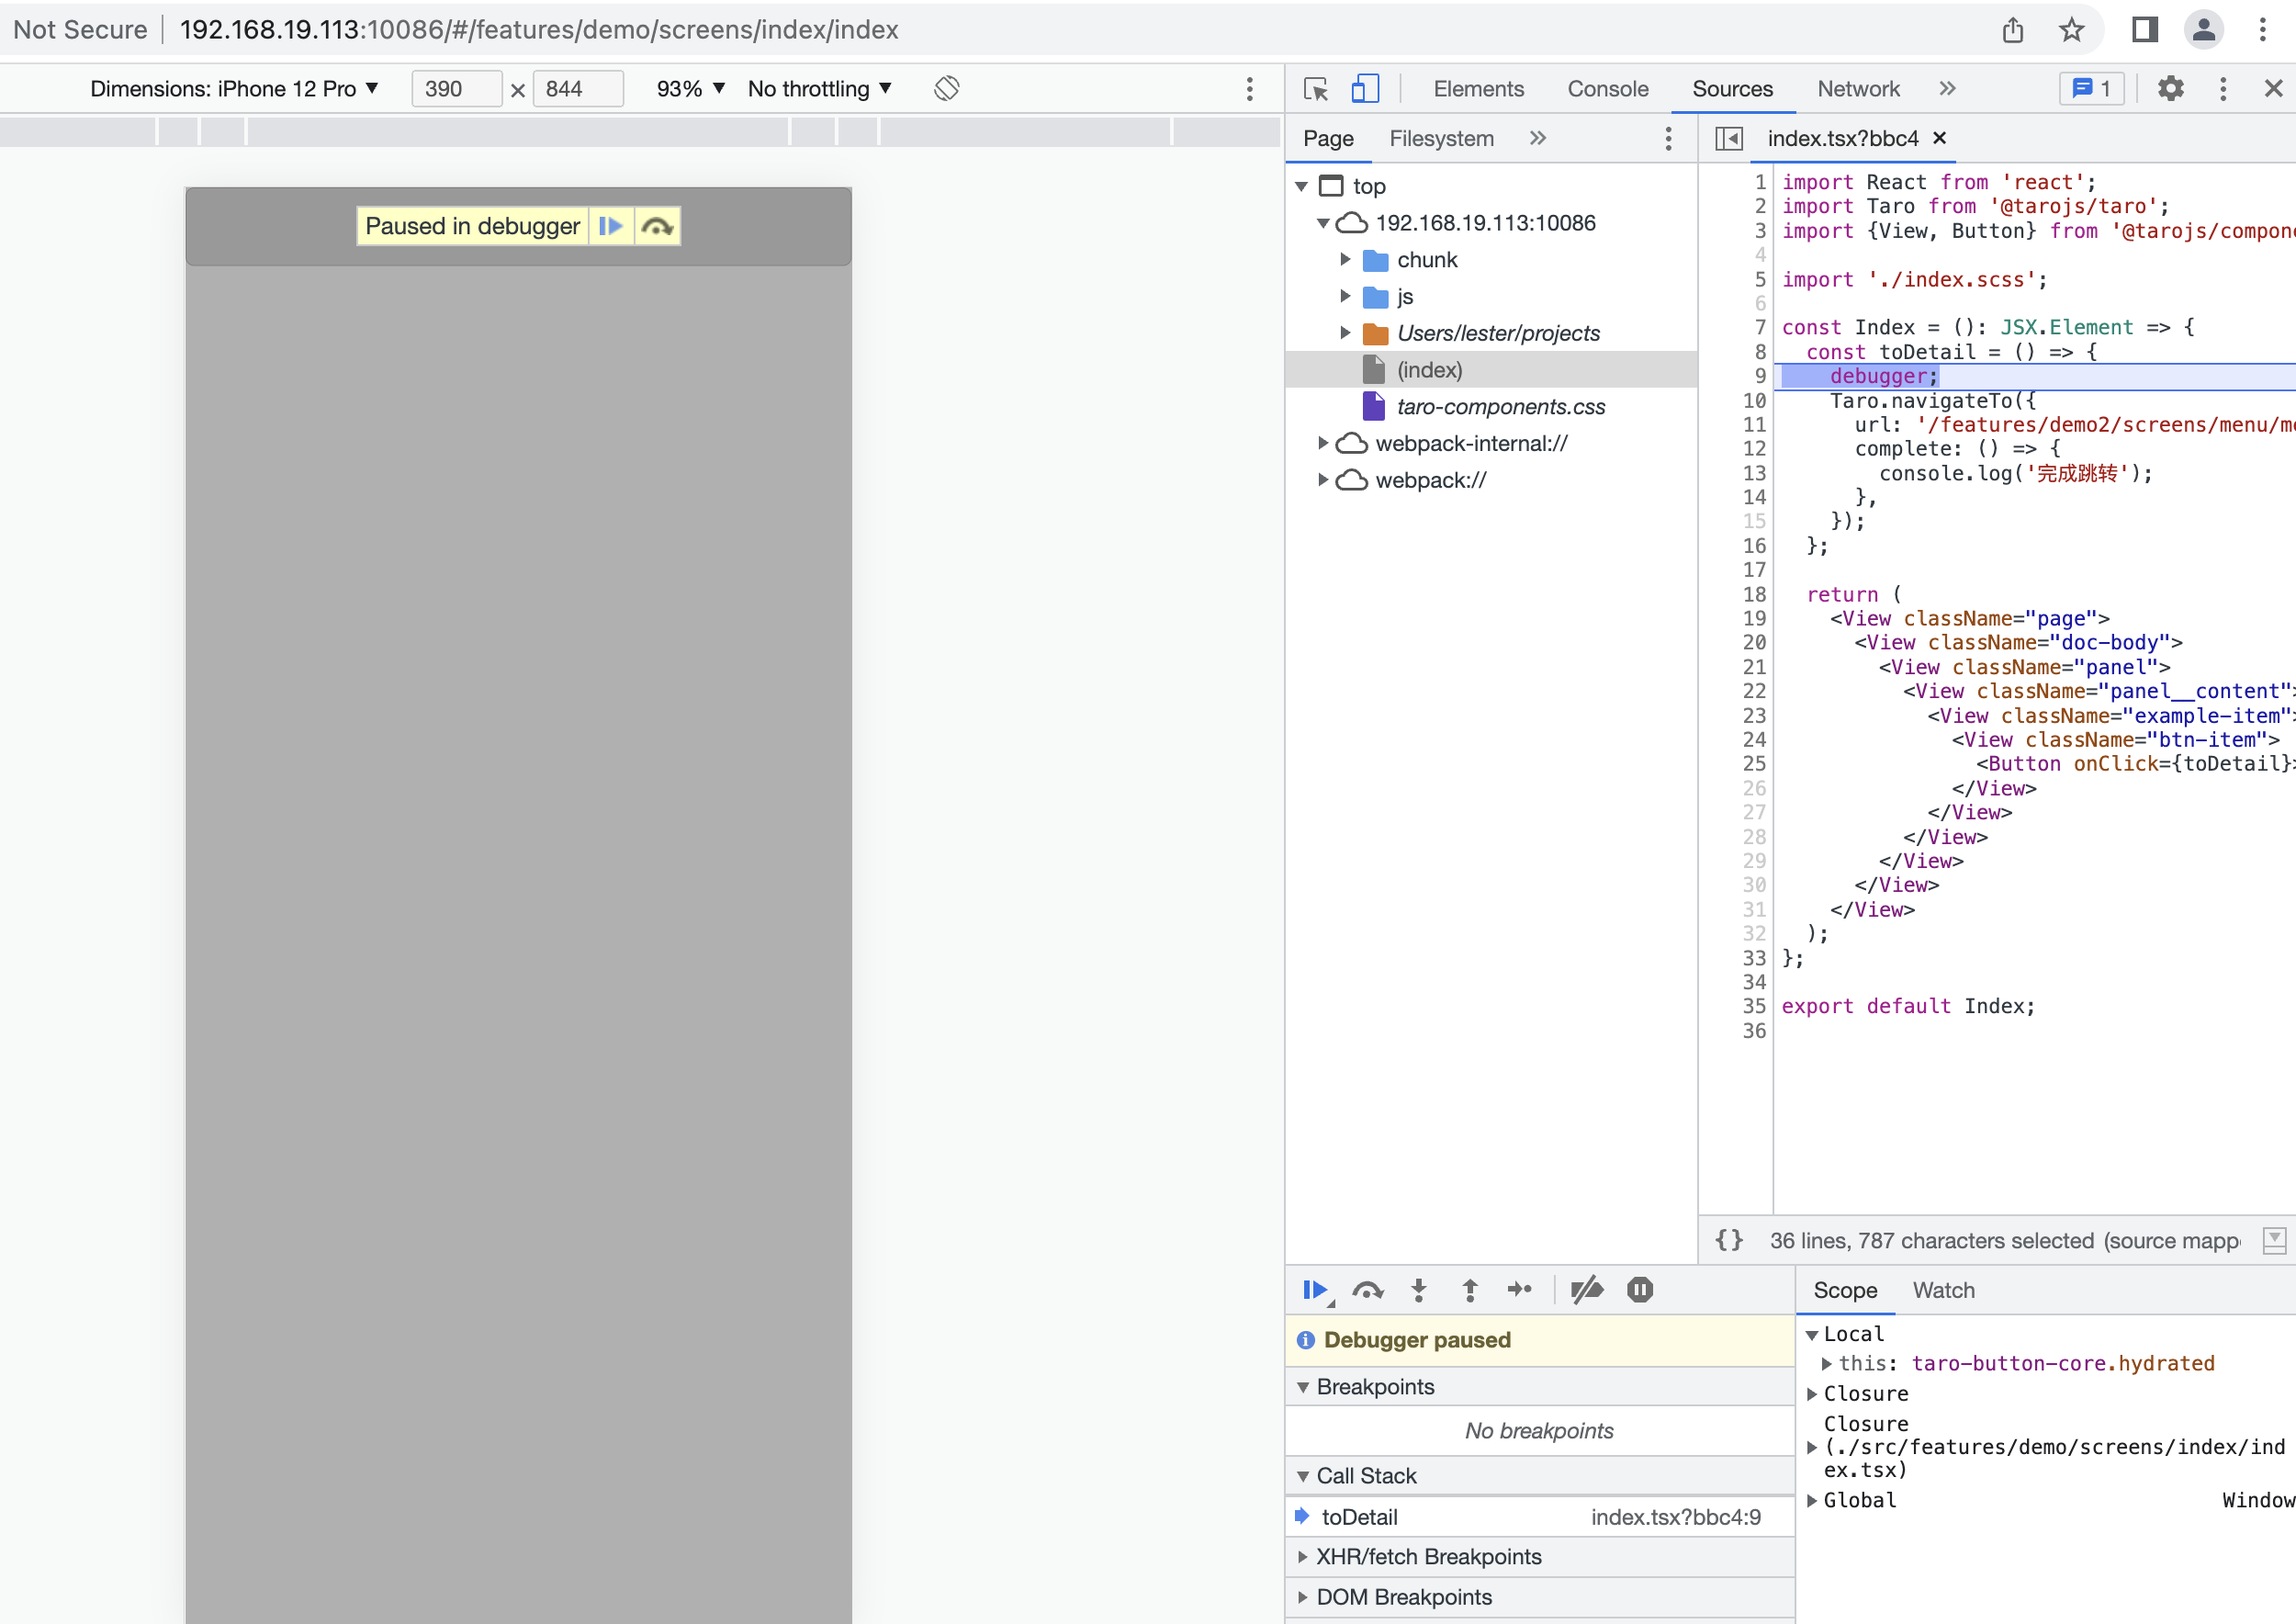 Not Secure 192.168.19.113:10086/#/features/demo/screens/index/index
Dimensions: iPhone 12 Pro ▼ 390 × 844 93% ▼ No throttling ▼
Elements Console Sources Network » 1
Page Filesystem »
index.tsx?bbc4 ×
Paused in debugger
top
192.168.19.113:10086
chunk
js
Users/lester/projects
(index)
taro-components.css
webpack-internal://
webpack://
1 import React from 'react';
2 import Taro from '@tarojs/taro';
3 import {View, Button} from '@tarojs/compon
4
5 import './index.scss';
6
7 const Index = (): JSX.Element => {
8 const toDetail = () => {
9 debugger;
10 Taro.navigateTo({
11 url: '/features/demo2/screens/menu/m
12 complete: () => {
13 console.log('完成跳转');
14 },
15 });
16 };
17
18 return (
19 <View className="page">
20 <View className="doc-body">
21 <View className="panel">
22 <View className="panel__content"
23 <View className="example-item"
24 <View className="btn-item">
25 <Button onClick={toDetail}>
26 </View>
27 </View>
28 </View>
29 </View>
30 </View>
31 </View>
32 );
33 };
34
35 export default Index;
36
{} 36 lines, 787 characters selected (source mapp
Debugger paused
Breakpoints
No breakpoints
Call Stack
toDetail index.tsx?bbc4:9
XHR/fetch Breakpoints
DOM Breakpoints
Scope Watch
Local
this: taro-button-core.hydrated
Closure
Closure
(./src/features/demo/screens/index/ind
ex.tsx)
Global Window